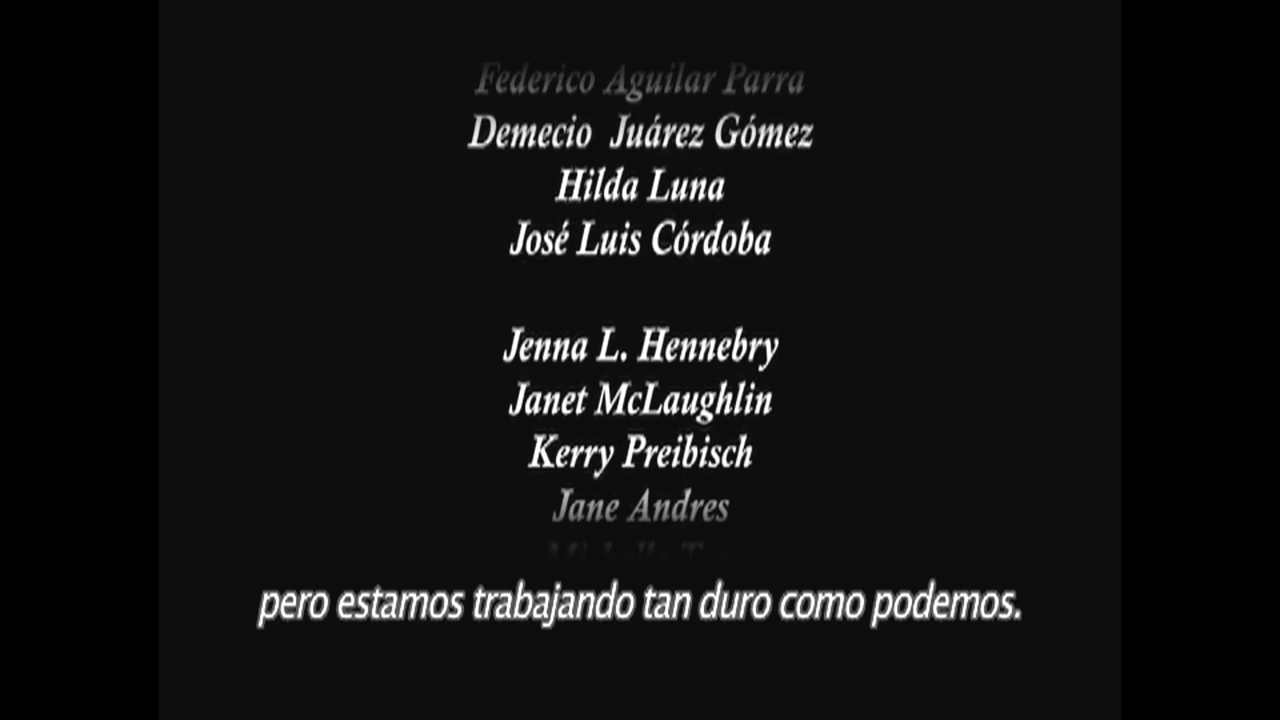 Federico Aguilar Parra
Demecio Juárez Gómez
Hilda Luna
José Luis Córdoba
Jenna L. Hennebry
Janet McLaughlin
Kerry Preibisch
Jane Andres
pero estamos trabajando tan duro como podemos.